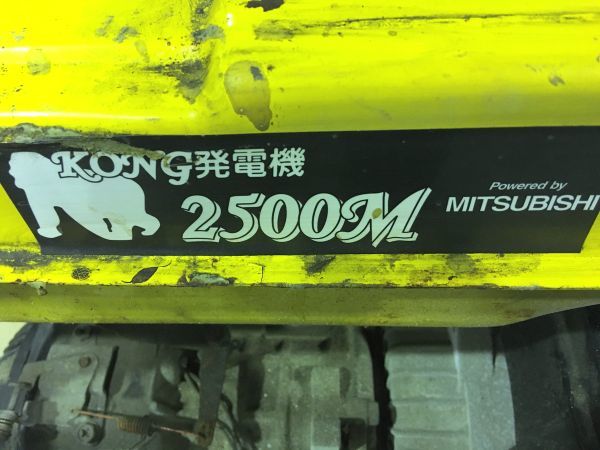 KONG発電機
2500M
Powered by
MITSUBISHI